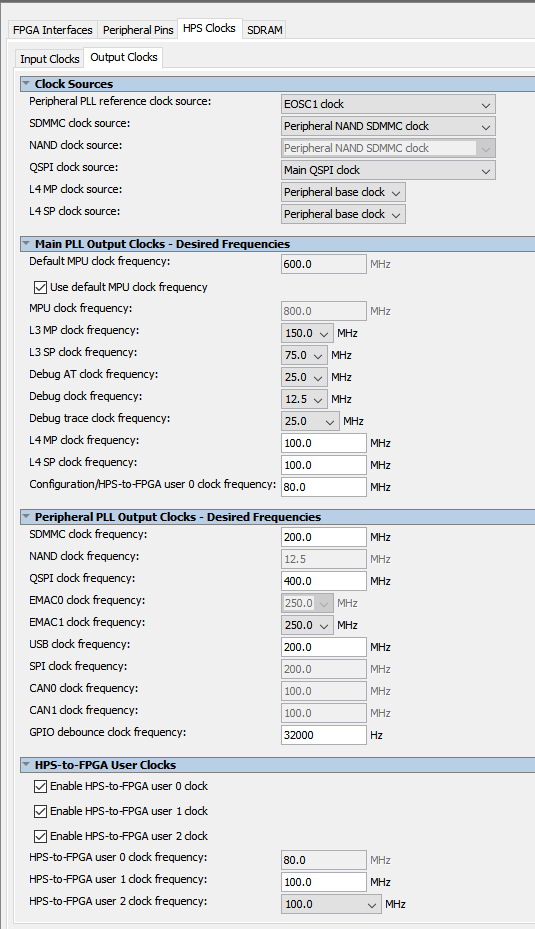 FPGA Interfaces Peripheral Pins HPS Clocks SDRAM
Input Clocks Output Clocks
Clock Sources
Peripheral PLL reference clock source: EOSC1 clock
SDMMC clock source: Peripheral NAND SDMMC clock
NAND clock source: Peripheral NAND SDMMC clock
QSPI clock source: Main QSPI clock
L4 MP clock source: Peripheral base clock
L4 SP clock source: Peripheral base clock
Main PLL Output Clocks - Desired Frequencies
Default MPU clock frequency: 600.0 MHz
Use default MPU clock frequency
MPU clock frequency: 800.0 MHz
L3 MP clock frequency: 150.0 MHz
L3 SP clock frequency: 75.0 MHz
Debug AT clock frequency: 25.0 MHz
Debug clock frequency: 12.5 MHz
Debug trace clock frequency: 25.0 MHz
L4 MP clock frequency: 100.0 MHz
L4 SP clock frequency: 100.0 MHz
Configuration/HPS-to-FPGA user 0 clock frequency: 80.0 MHz
Peripheral PLL Output Clocks - Desired Frequencies
SDMMC clock frequency: 200.0 MHz
NAND clock frequency: 12.5 MHz
QSPI clock frequency: 400.0 MHz
EMAC0 clock frequency: 250.0 MHz
EMAC1 clock frequency: 250.0 MHz
USB clock frequency: 200.0 MHz
SPI clock frequency: 200.0 MHz
CAN0 clock frequency: 100.0 MHz
CAN1 clock frequency: 100.0 MHz
GPIO debounce clock frequency: 32000 Hz
HPS-to-FPGA User Clocks
Enable HPS-to-FPGA user 0 clock
Enable HPS-to-FPGA user 1 clock
Enable HPS-to-FPGA user 2 clock
HPS-to-FPGA user 0 clock frequency: 80.0 MHz
HPS-to-FPGA user 1 clock frequency: 100.0 MHz
HPS-to-FPGA user 2 clock frequency: 100.0 MHz